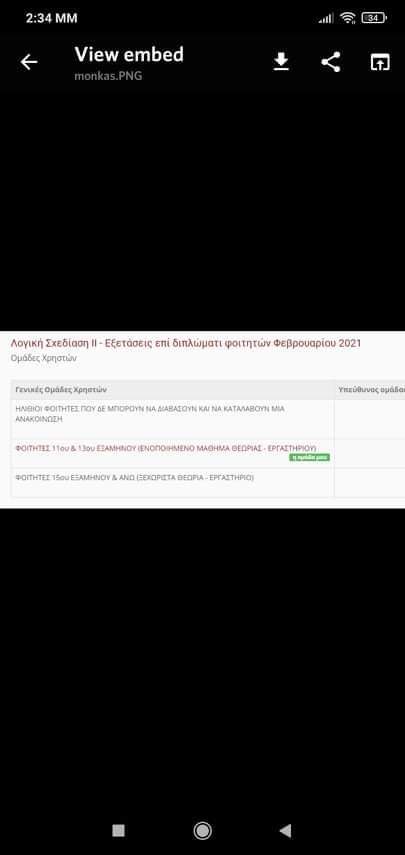 2:34 MM
34
View embed
monkas.PNG
Λογική Σχεδίαση ΙΙ - Εξετάσεις επί διπλώματι φοιτητών Φεβρουαρίου 2021
Ομάδες Χρηστών
Γενικές Ομάδες Χρηστών
Υπεύθυνος ομάδα
ΗΛΙΘΙΟΙ ΦΟΙΤΗΤΕΣ ΠΟΥ ΔΕ ΜΠΟΡΟΥΝ ΝΑ ΔΙΑΒΑΣΟΥΝ ΚΑΙ ΝΑ ΚΑΤΑΛΑΒΟΥΝ ΜΙΑ
ΑΝΑΚΟΙΝΩΣΗ
ΦΟΙΤΗΤΕΣ 11ου & 13ου ΕΞΑΜΗΝΟΥ (ΕΝΟΠΟΙΗΜΕΝΟ ΜΑΘΗΜΑ ΘΕΩΡΙΑΣ - ΕΡΓΑΣΤΗΡΙΟΥ)
η ομάδα μου
ΦΟΙΤΗΤΕΣ 15ου ΕΞΑΜΗΝΟΥ & ΑΝΩ (ΞΕΧΩΡΙΣΤΑ ΘΕΩΡΙΑ - ΕΡΓΑΣΤΗΡΙΟ)